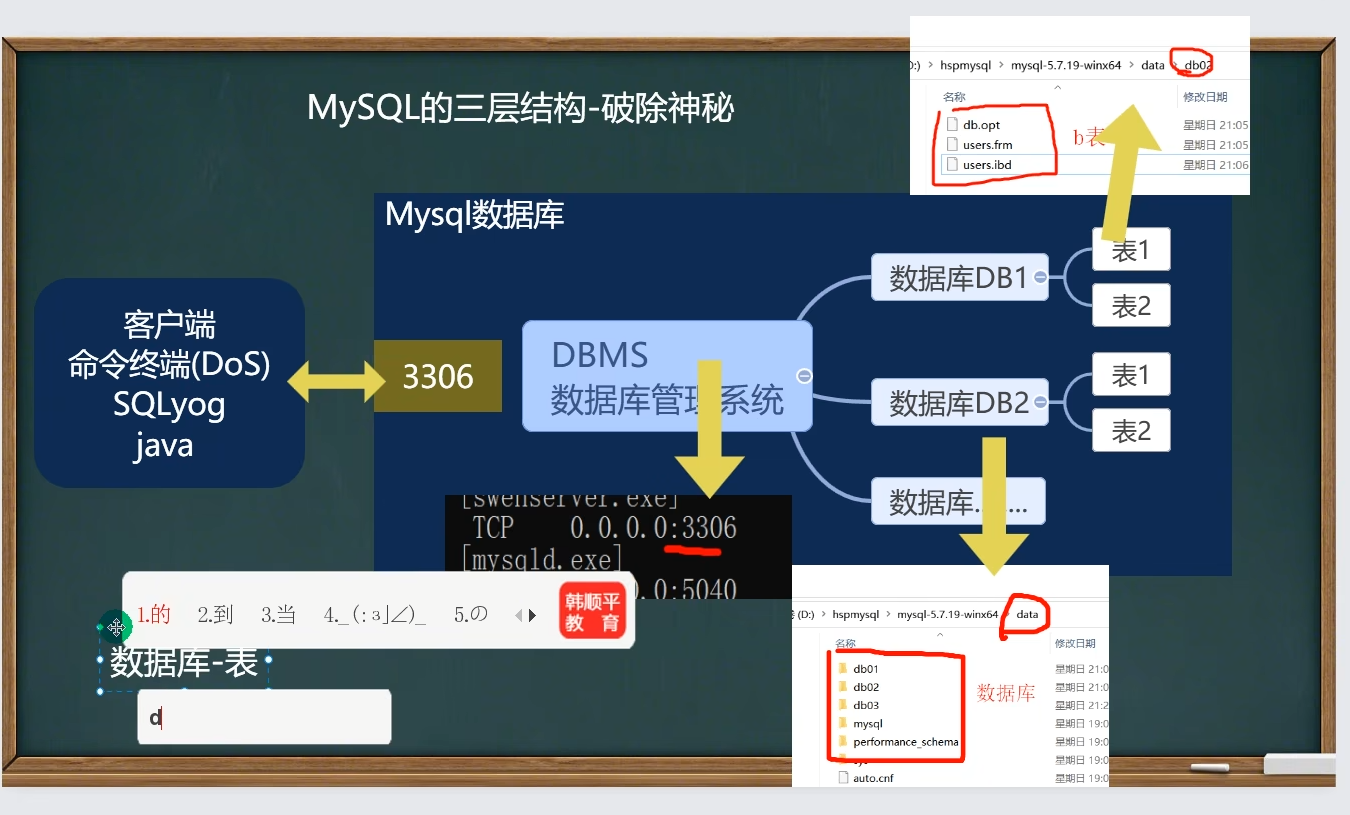 D:) > hspmysql > mysql-5.7.19-winx64 > data > db02
名称
修改日期
db.opt
星期日 21:05
users.frm
星期日 21:05
users.ibd
星期日 21:06
b表
MySQL的三层结构-破除神秘
Mysql数据库
客户端
命令终端(DoS)
SQLyog
java
3306
DBMS
数据库管理系统
数据库DB1
表1
表2
数据库DB2
表1
表2
数据库......
[swenserver.exe]
TCP 0.0.0.0:3306
[mysqld.exe]
0.0:5040
1.的 2.到 3.当 4._(:з」∠)_ 5.の
韩顺平
教 育
数据库-表
d
(D:) > hspmysql > mysql-5.7.19-winx64 > data
名称
修改日期
db01
星期日 21:0
db02
星期日 21:0
db03
星期日 21:2
mysql
星期日 19:0
performance_schema
星期日 19:0
sys
星期日 19:0
auto.cnf
星期日 19:0
数据库